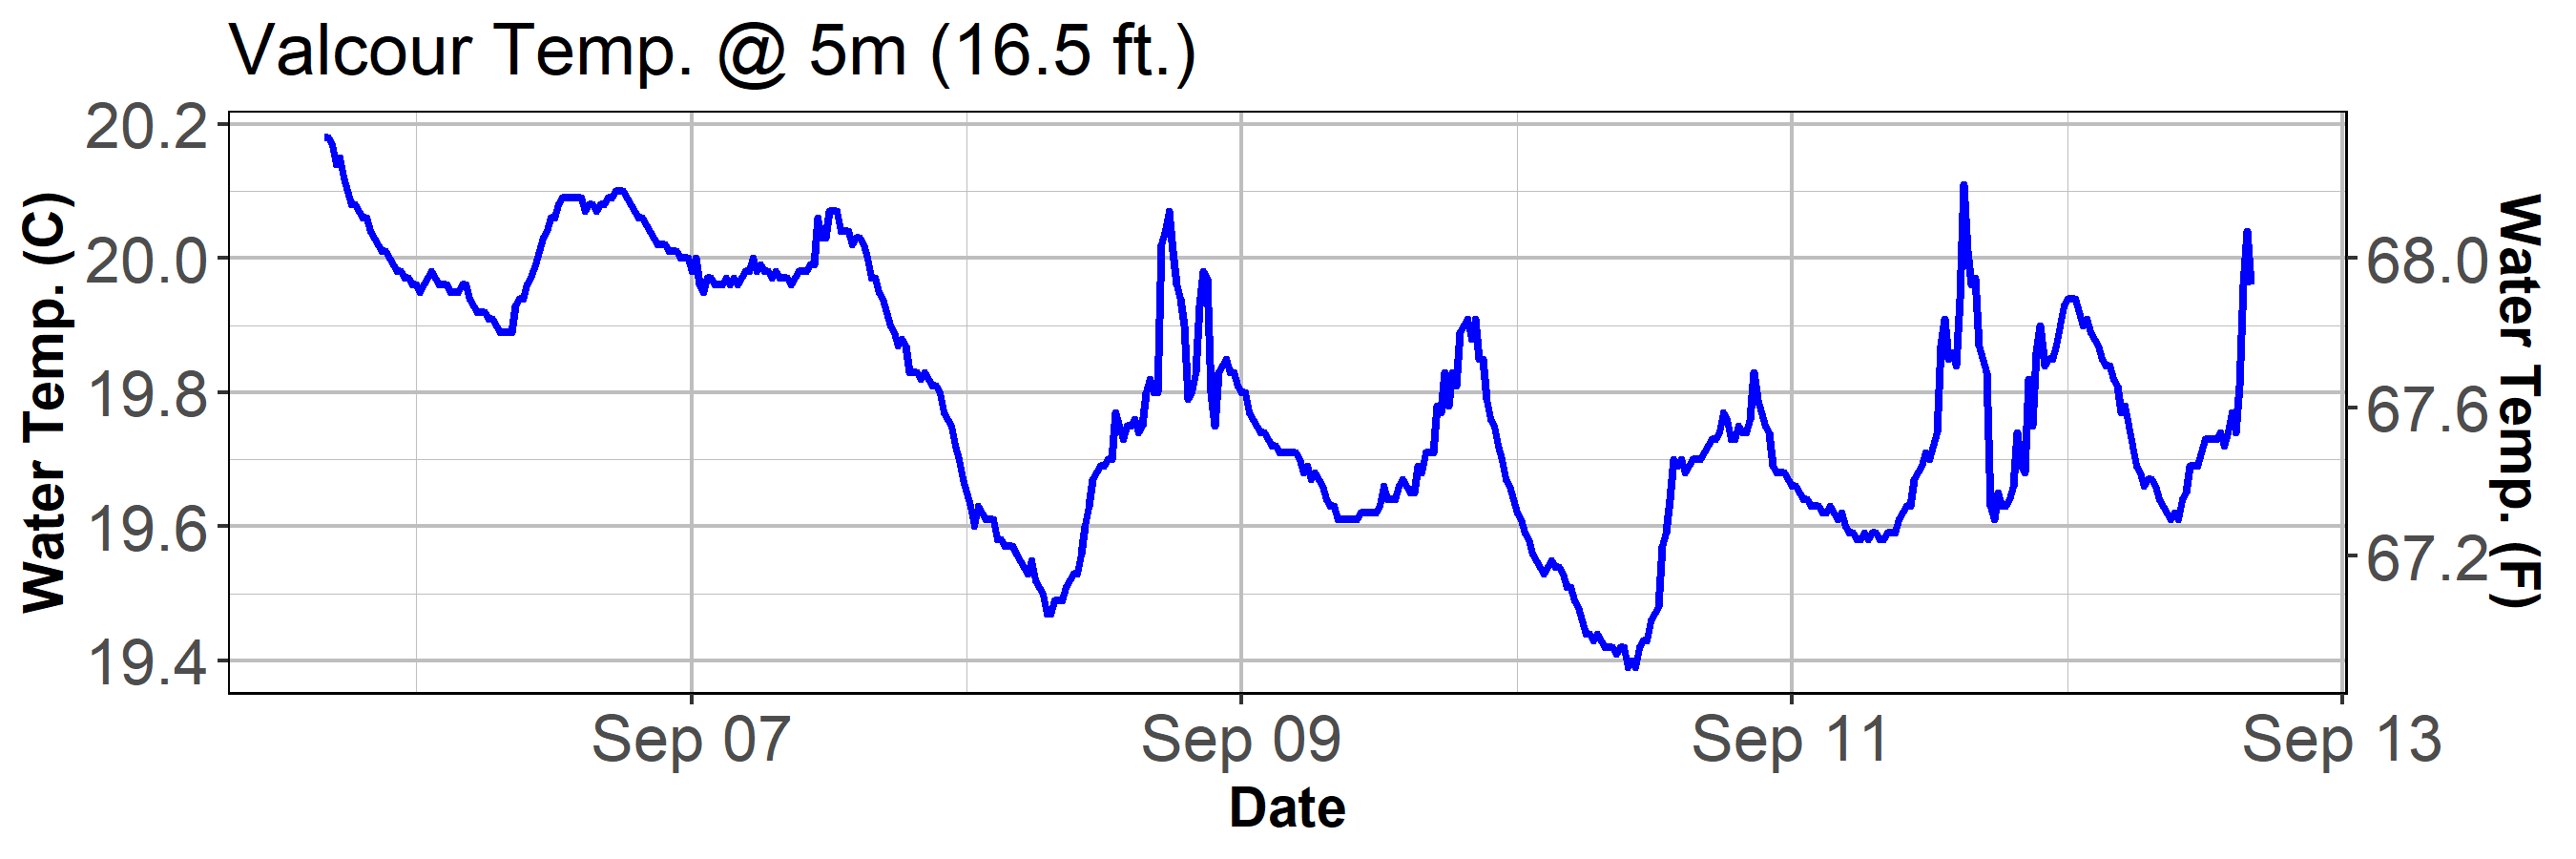 Valcour Temp. @ 5m (16.5 ft.)
Water Temp. (C)
20.2
20.0
19.8
19.6
19.4
68.0
67.6
67.2
Water Temp. (F)
Sep 07
Sep 09
Sep 11
Sep 13
Date